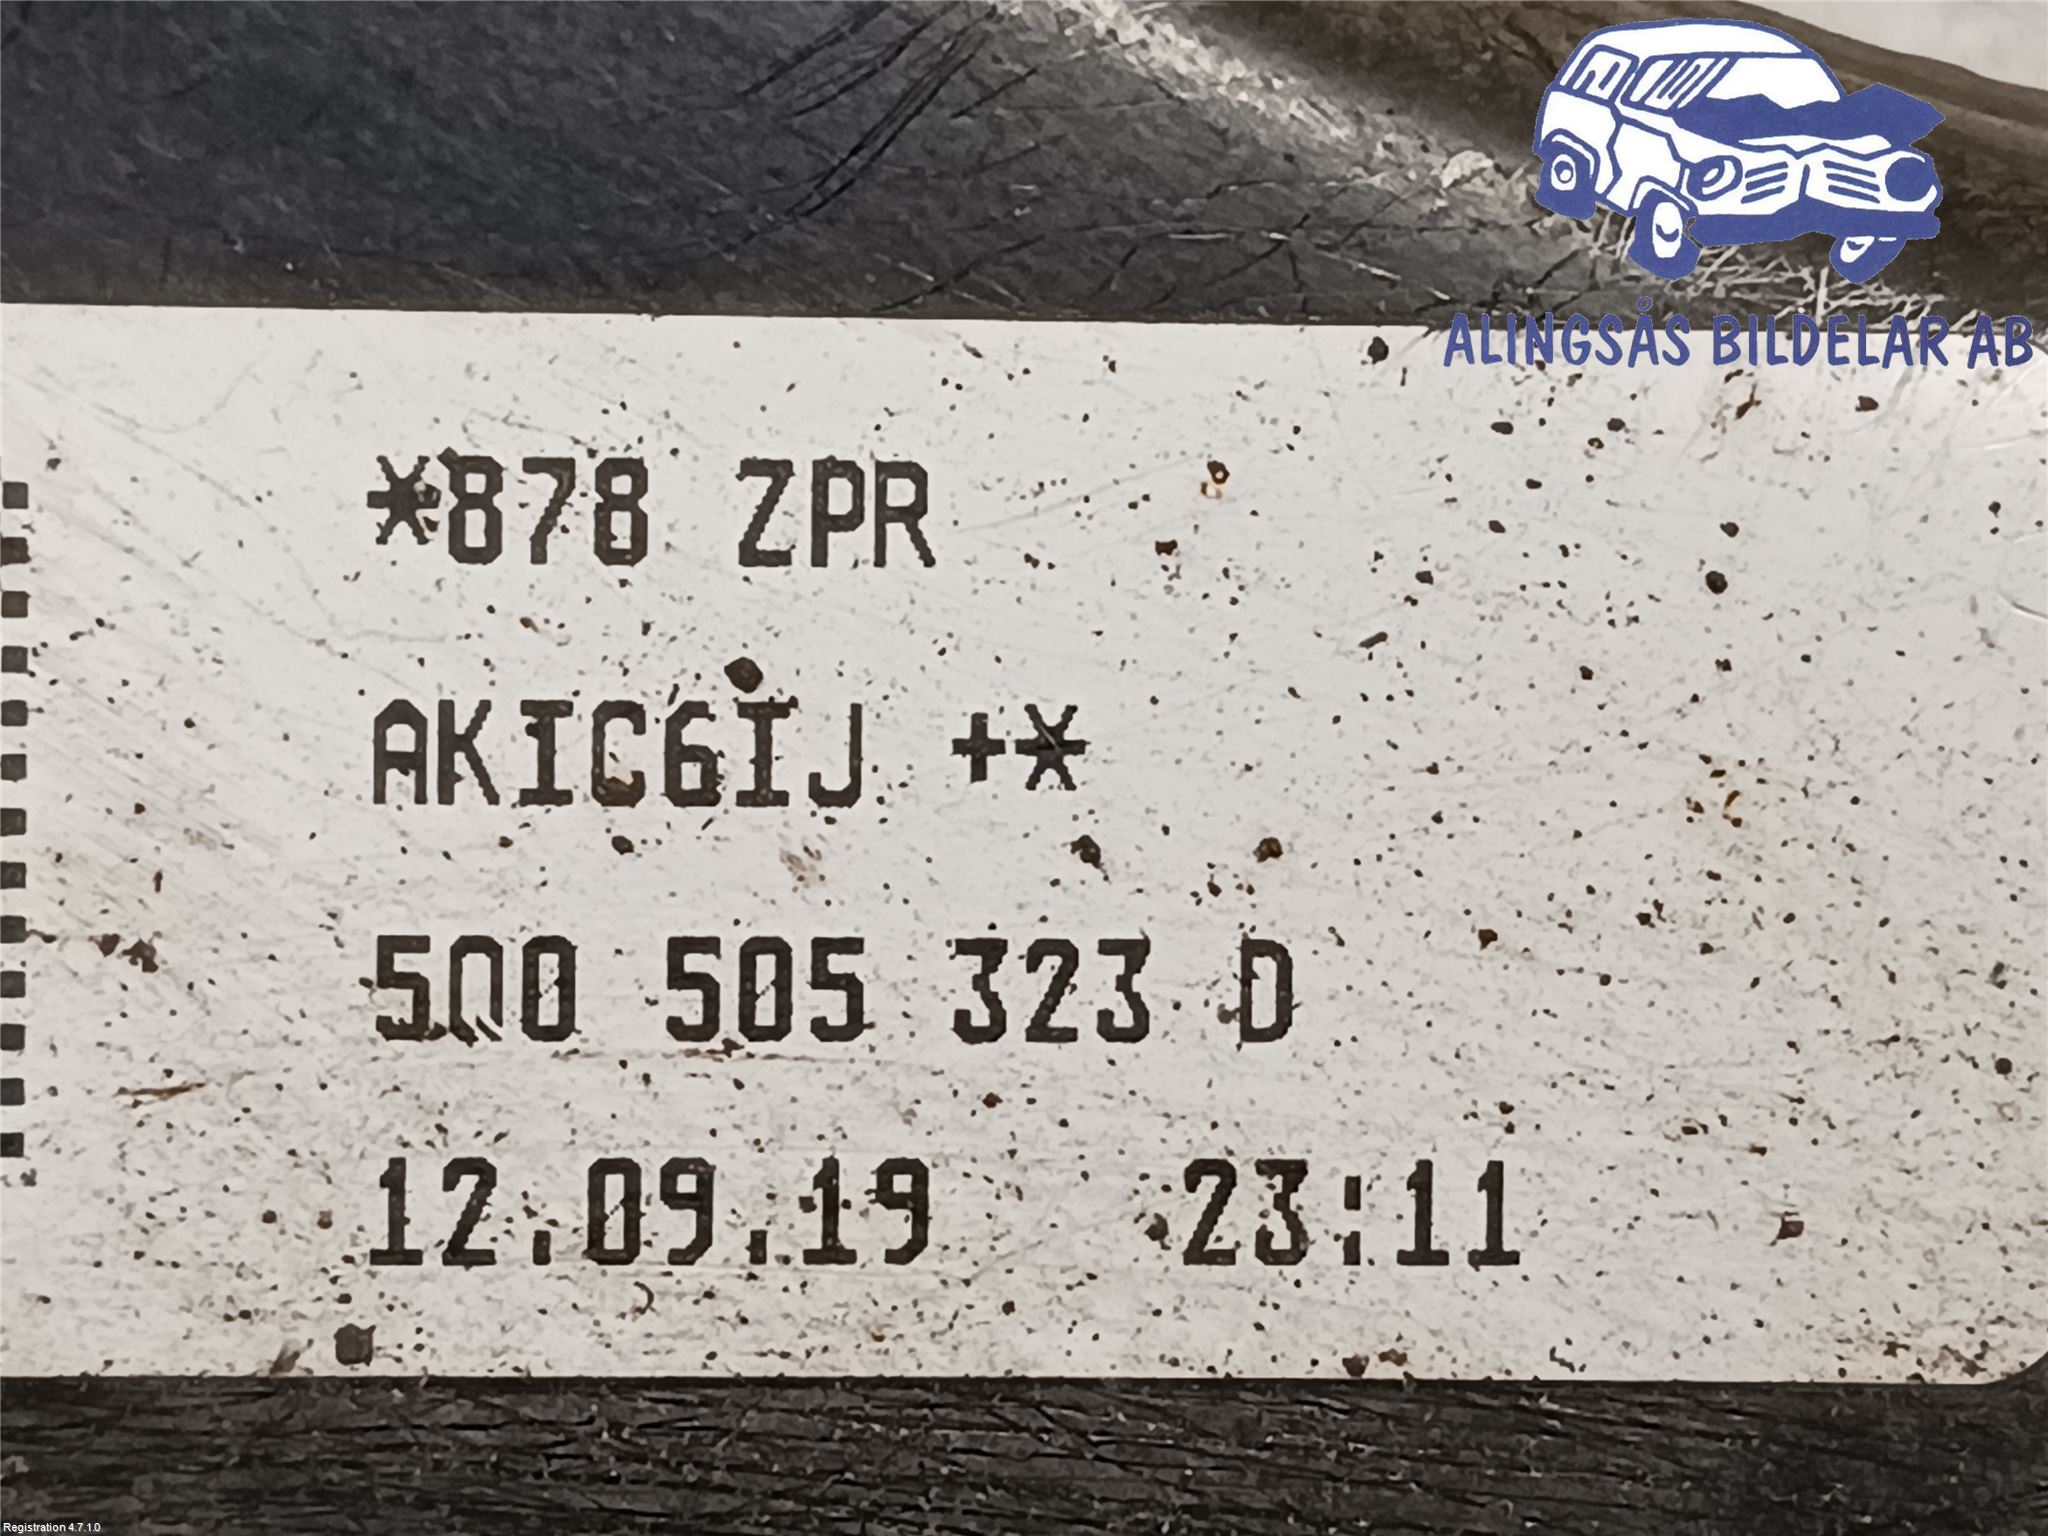 ALINGSÅS BILDELAR AB
*878 ZPR
AKIC6IJ +*
5Q0 505 323 D
12.09.19 23:11
Registration 4.7.1.0